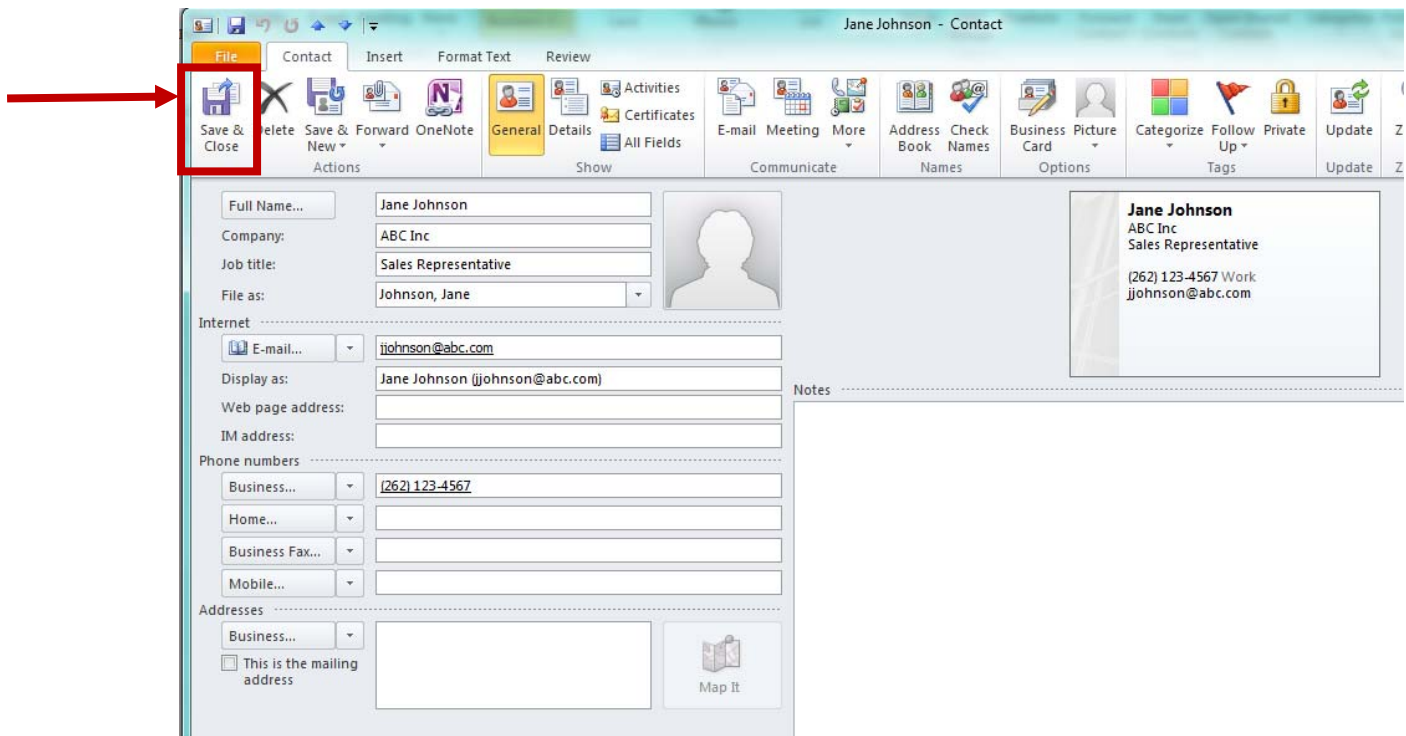 Jane Johnson - Contact
File Contact Insert Format Text Review
Save & Close
Delete
Save & New
Forward
OneNote
General
Details
Activities
Certificates
All Fields
E-mail
Meeting
More
Address Book
Check Names
Business Card
Picture
Categorize
Follow Up
Private
Update
Actions
Show
Communicate
Names
Options
Tags
Update
Full Name...
Jane Johnson
Company:
ABC Inc
Job title:
Sales Representative
File as:
Johnson, Jane
Jane Johnson
ABC Inc
Sales Representative
(262) 123-4567 Work
jjohnson@abc.com
Internet
E-mail...
jjohnson@abc.com
Display as:
Jane Johnson (jjohnson@abc.com)
Web page address:
IM address:
Phone numbers
Business...
(262) 123-4567
Home...
Business Fax...
Mobile...
Addresses
Business...
This is the mailing
address
Map It
Notes